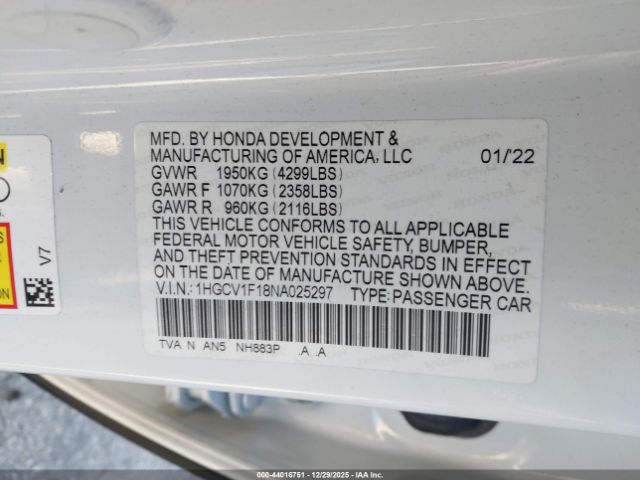 MFD. BY HONDA DEVELOPMENT &
MANUFACTURING OF AMERICA, LLC 01/22
GVWR 1950KG (4299LBS)
GAWR F 1070KG (2358LBS)
GAWR R 960KG (2116LBS)
THIS VEHICLE CONFORMS TO ALL APPLICABLE
FEDERAL MOTOR VEHICLE SAFETY, BUMPER,
AND THEFT PREVENTION STANDARDS IN EFFECT
ON THE DATE OF MANUFACTURE SHOWN ABOVE.
V.I.N.: 1HGCV1F18NA025297 TYPE: PASSENGER CAR
TVA N AN5 NH883P .A .A
V7
000-44016751 | 12/29/2025 - IAAI.COM